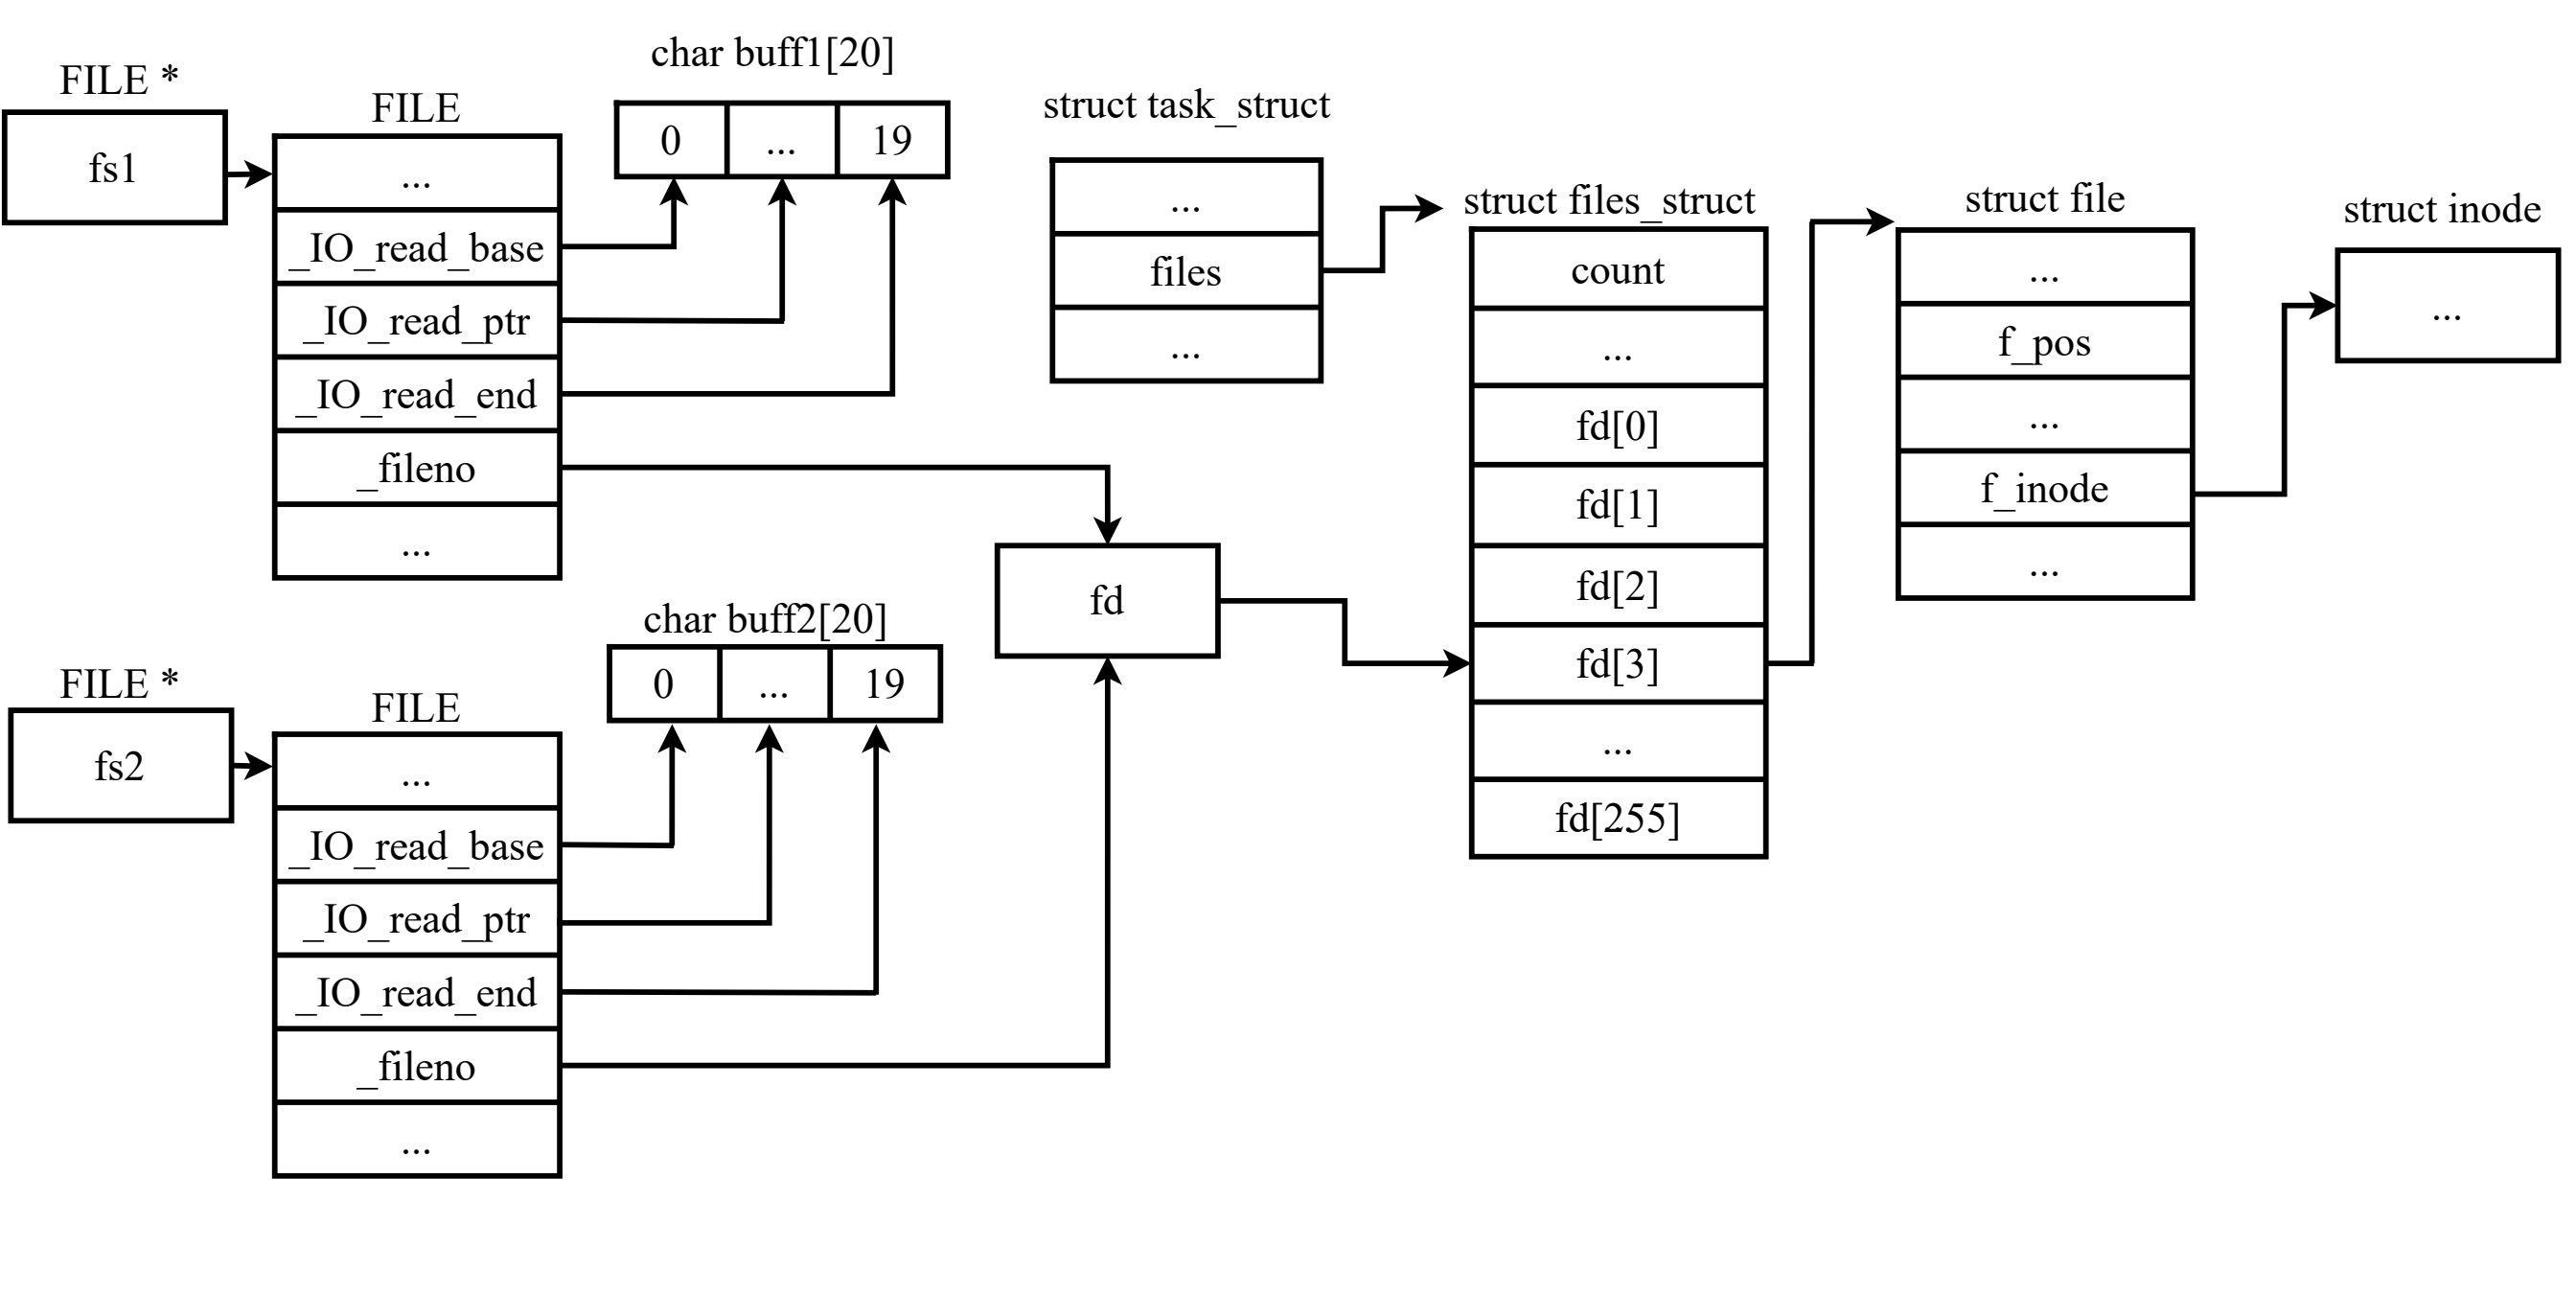 FILE *
fs1
FILE
...
_IO_read_base
_IO_read_ptr
_IO_read_end
_fileno
...
char buff1[20]
0 ... 19
FILE *
fs2
FILE
...
_IO_read_base
_IO_read_ptr
_IO_read_end
_fileno
...
char buff2[20]
0 ... 19
fd
struct task_struct
...
files
...
struct files_struct
count
...
fd[0]
fd[1]
fd[2]
fd[3]
...
fd[255]
struct file
...
f_pos
...
f_inode
...
struct inode
...